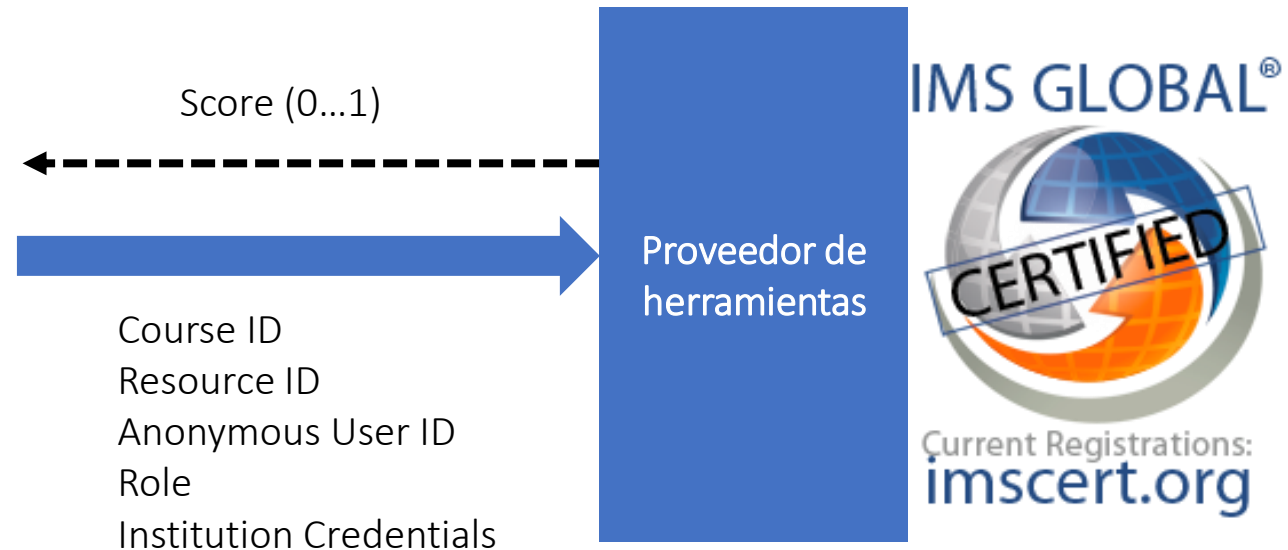 Score (0...1)
Proveedor de
herramientas
Course ID
Resource ID
Anonymous User ID
Role
Institution Credentials
IMS GLOBAL®
CERTIFIED
Current Registrations:
imscert.org